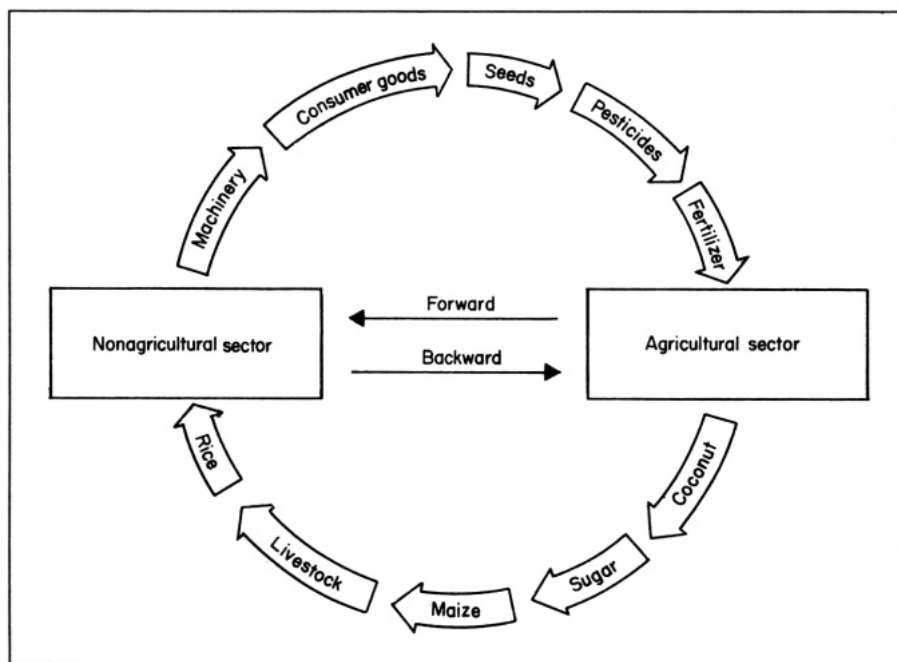 Consumer goods
Seeds
Pesticides
Machinery
Fertilizer
Forward
Nonagricultural sector
Agricultural sector
Backward
Coconut
Rice
Livestock
Sugar
Maize